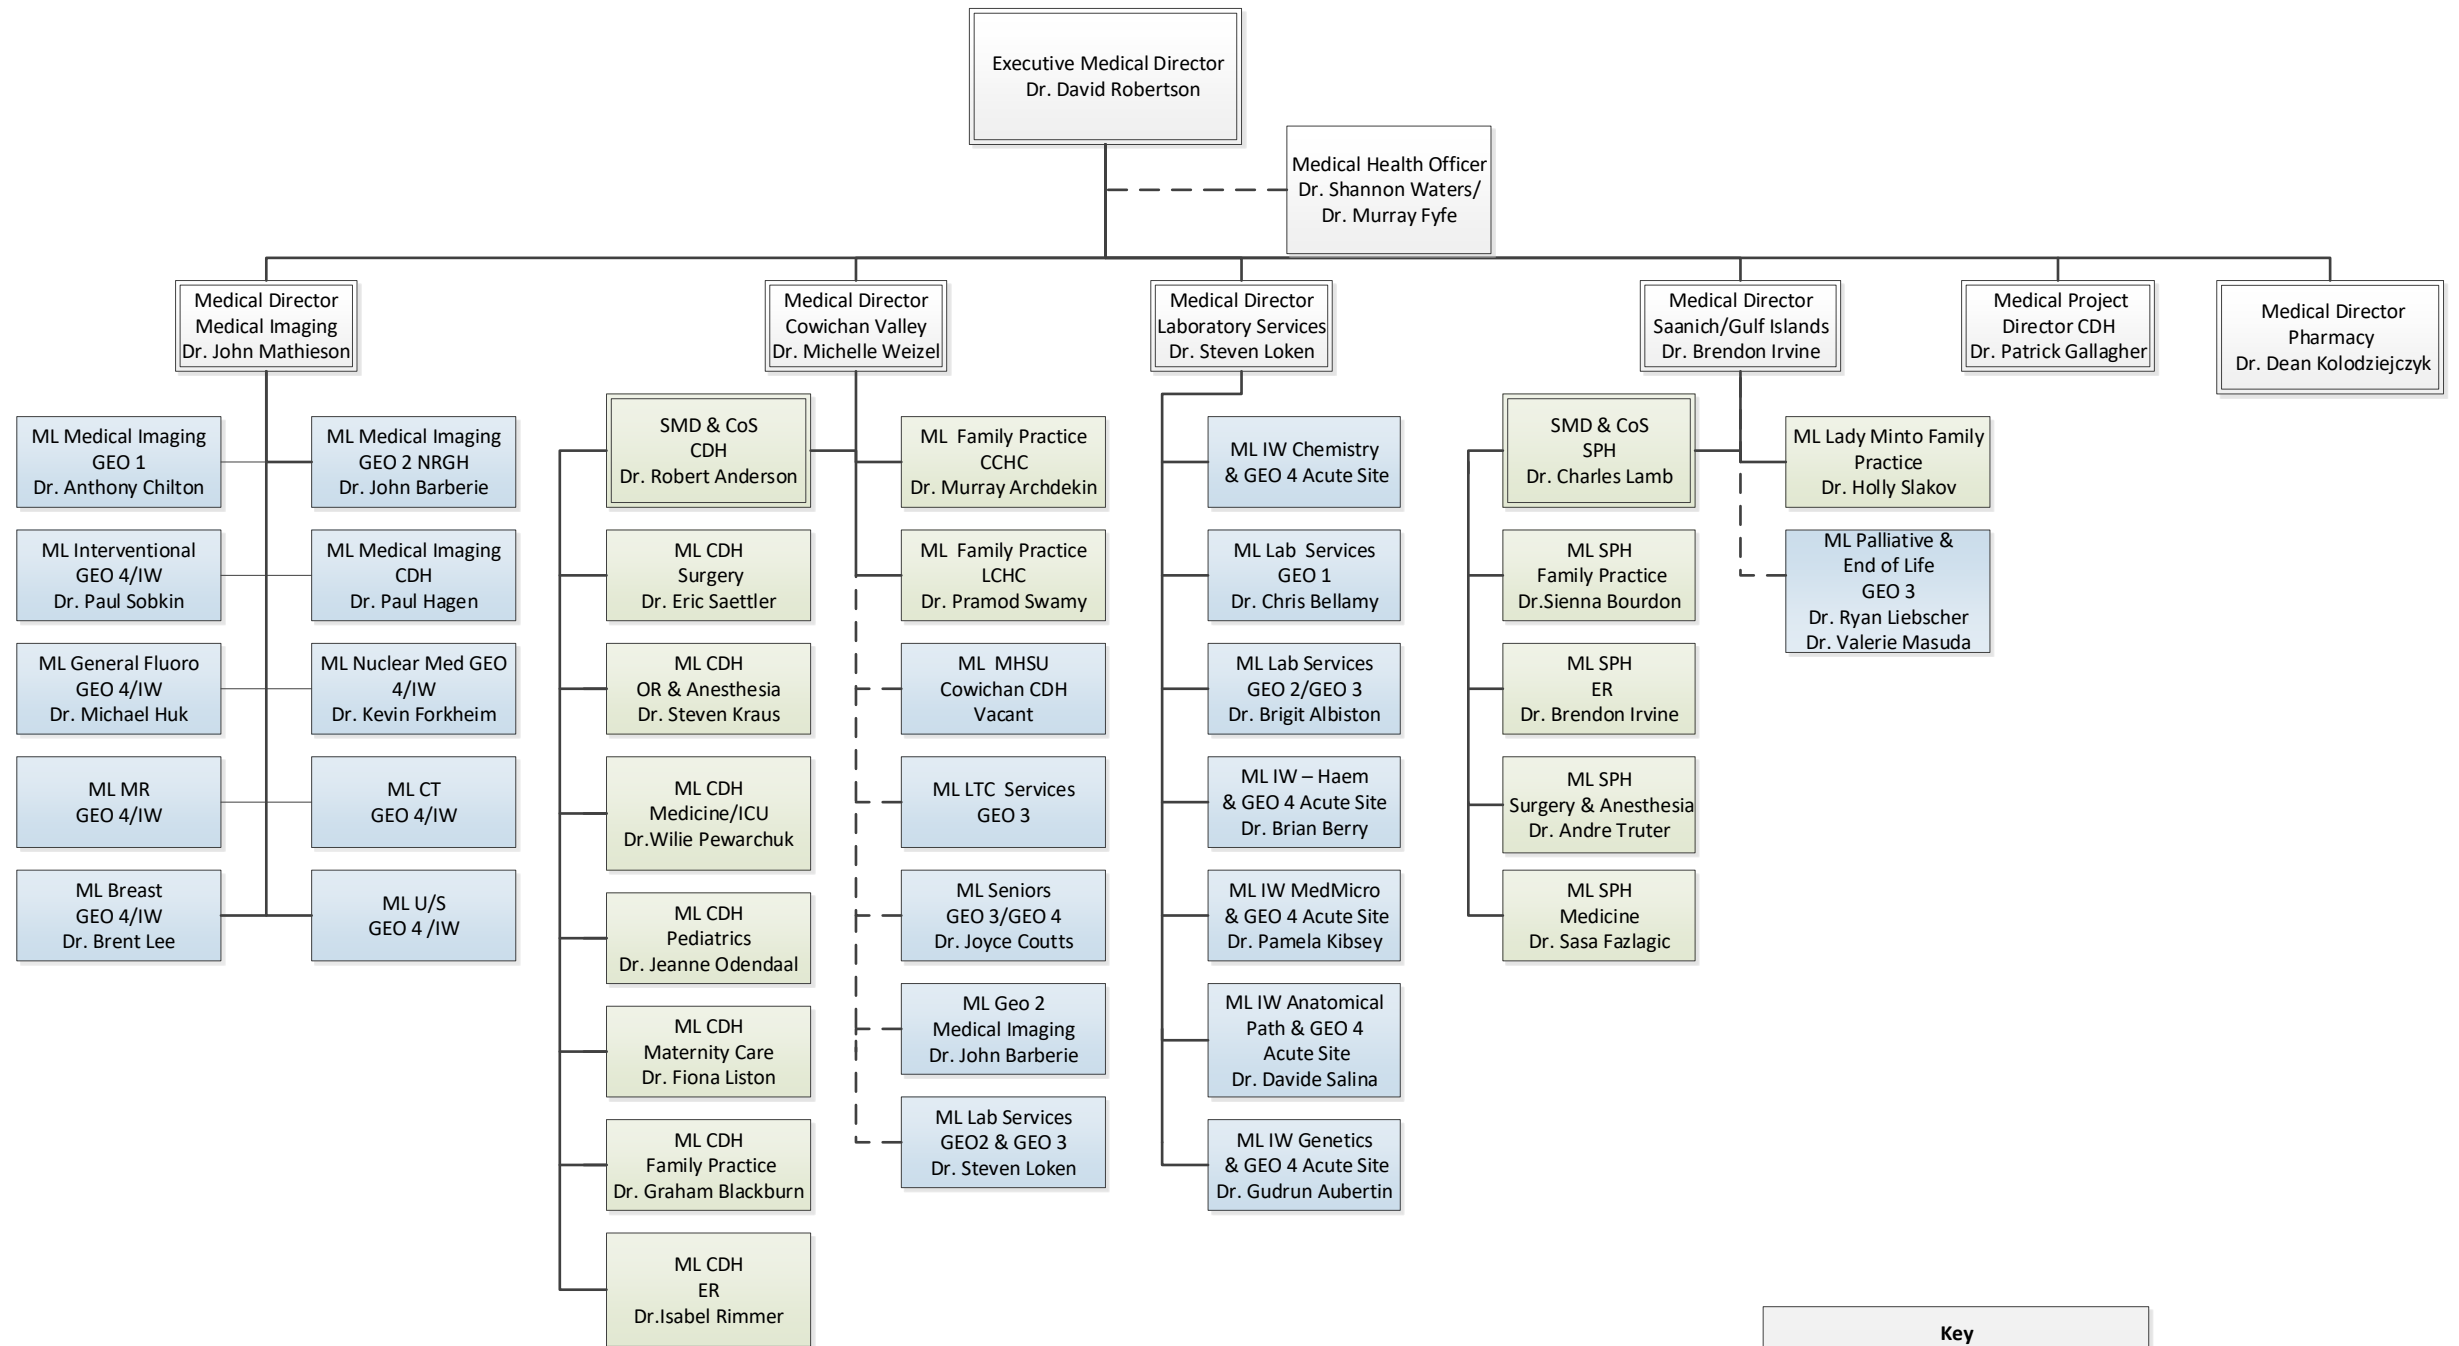 Executive Medical Director
Dr. David Robertson
Medical Health Officer
Dr. Shannon Waters/
Dr. Murray Fyfe
Medical Director
Medical Imaging
Dr. John Mathieson
Medical Director
Cowichan Valley
Dr. Michelle Weizel
Medical Director
Laboratory Services
Dr. Steven Loken
Medical Director
Saanich/Gulf Islands
Dr. Brendon Irvine
Medical Project
Director CDH
Dr. Patrick Gallagher
Medical Director
Pharmacy
Dr. Dean Kolodziejczyk
ML Medical Imaging
GEO 1
Dr. Anthony Chilton
ML Medical Imaging
GEO 2 NRGH
Dr. John Barberie
ML Interventional
GEO 4/IW
Dr. Paul Sobkin
ML Medical Imaging
CDH
Dr. Paul Hagen
ML General Fluoro
GEO 4/IW
Dr. Michael Huk
ML Nuclear Med GEO
4/IW
Dr. Kevin Forkheim
ML MR
GEO 4/IW
ML CT
GEO 4/IW
ML Breast
GEO 4/IW
Dr. Brent Lee
ML U/S
GEO 4 /IW
SMD & CoS
CDH
Dr. Robert Anderson
ML CDH
Surgery
Dr. Eric Saettler
ML CDH
OR & Anesthesia
Dr. Steven Kraus
ML CDH
Medicine/ICU
Dr.Wilie Pewarchuk
ML CDH
Pediatrics
Dr. Jeanne Odendaal
ML CDH
Maternity Care
Dr. Fiona Liston
ML CDH
Family Practice
Dr. Graham Blackburn
ML CDH
ER
Dr.Isabel Rimmer
ML Family Practice
CCHC
Dr. Murray Archdekin
ML Family Practice
LCHC
Dr. Pramod Swamy
ML MHSU
Cowichan CDH
Vacant
ML LTC Services
GEO 3
ML Seniors
GEO 3/GEO 4
Dr. Joyce Coutts
ML Geo 2
Medical Imaging
Dr. John Barberie
ML Lab Services
GEO2 & GEO 3
Dr. Steven Loken
ML IW Chemistry
& GEO 4 Acute Site
ML Lab Services
GEO 1
Dr. Chris Bellamy
ML Lab Services
GEO 2/GEO 3
Dr. Brigit Albiston
ML IW – Haem
& GEO 4 Acute Site
Dr. Brian Berry
ML IW MedMicro
& GEO 4 Acute Site
Dr. Pamela Kibsey
ML IW Anatomical
Path & GEO 4
Acute Site
Dr. Davide Salina
ML IW Genetics
& GEO 4 Acute Site
Dr. Gudrun Aubertin
SMD & CoS
SPH
Dr. Charles Lamb
ML SPH
Family Practice
Dr.Sienna Bourdon
ML SPH
ER
Dr. Brendon Irvine
ML SPH
Surgery & Anesthesia
Dr. Andre Truter
ML SPH
Medicine
Dr. Sasa Fazlagic
ML Lady Minto Family
Practice
Dr. Holly Slakov
ML Palliative &
End of Life
GEO 3
Dr. Ryan Liebscher
Dr. Valerie Masuda
Key